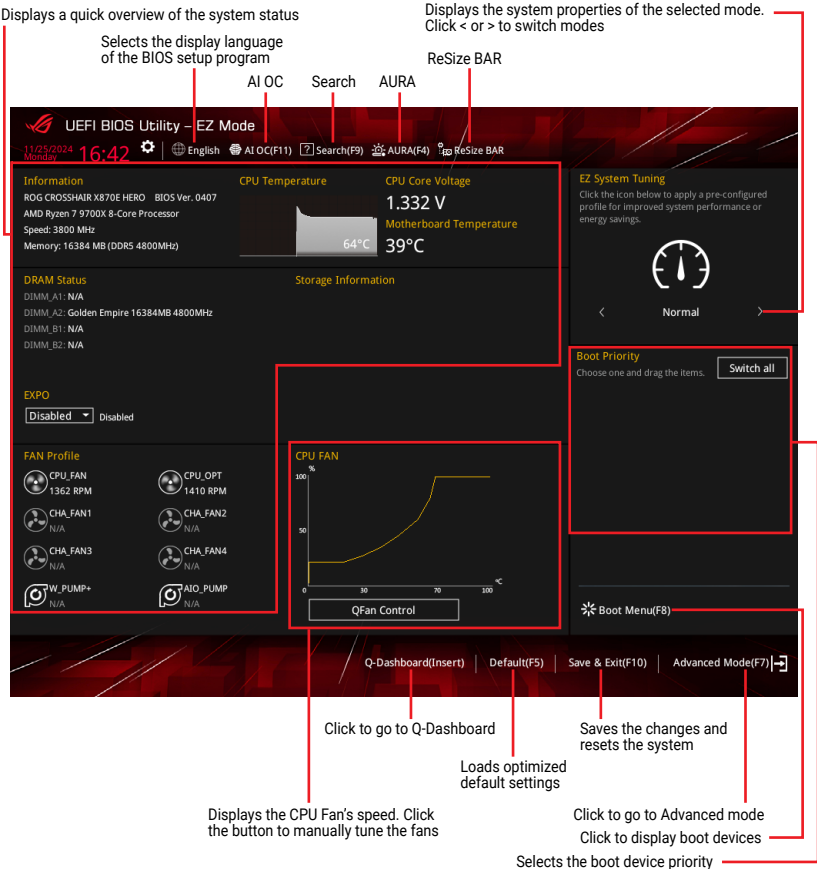 Displays a quick overview of the system status
Displays the system properties of the selected mode.
Click < or > to switch modes
Selects the display language
of the BIOS setup program
ReSize BAR
AI OC
Search
AURA
UEFI BIOS Utility – EZ Mode
11/25/2024
Monday
16:42
English
AI OC(F11)
? Search(F9)
AURA(F4)
ReSize BAR
Information
ROG CROSSHAIR X870E HERO BIOS Ver. 0407
AMD Ryzen 7 9700X 8-Core Processor
Speed: 3800 MHz
Memory: 16384 MB (DDR5 4800MHz)
CPU Temperature
64°C
CPU Core Voltage
1.332 V
Motherboard Temperature
39°C
EZ System Tuning
Click the icon below to apply a pre-configured
profile for improved system performance or
energy savings.
< Normal >
DRAM Status
DIMM_A1: N/A
DIMM_A2: Golden Empire 16384MB 4800MHz
DIMM_B1: N/A
DIMM_B2: N/A
Storage Information
EXPO
Disabled Disabled
Boot Priority
Choose one and drag the items.
Switch all
FAN Profile
CPU_FAN
1362 RPM
CPU_OPT
1410 RPM
CHA_FAN1
N/A
CHA_FAN2
N/A
CHA_FAN3
N/A
CHA_FAN4
N/A
W_PUMP+
N/A
AIO_PUMP
N/A
CPU FAN
%
100
50
0 30 70 100
°C
QFan Control
Boot Menu(F8)
Q-Dashboard(Insert)
Default(F5)
Save & Exit(F10)
Advanced Mode(F7)
Click to go to Q-Dashboard
Saves the changes and
resets the system
Loads optimized
default settings
Displays the CPU Fan's speed. Click
the button to manually tune the fans
Click to go to Advanced mode
Click to display boot devices
Selects the boot device priority